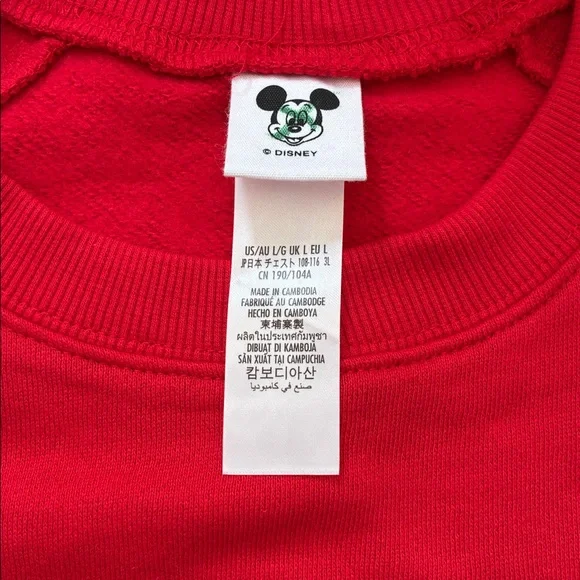 © DISNEY
US/AU L/G UK L EU L
JP日本 チェスト 108-116 3L
CN 190/104A
MADE IN CAMBODIA
FABRIQUÉ AU CAMBODGE
HECHO EN CAMBOYA
柬埔寨製
ผลิตในประเทศกัมพูชา
DIBUAT DI KAMBOJA
SẢN XUẤT TẠI CAMPUCHIA
캄보디아산
صنع في كامبوديا